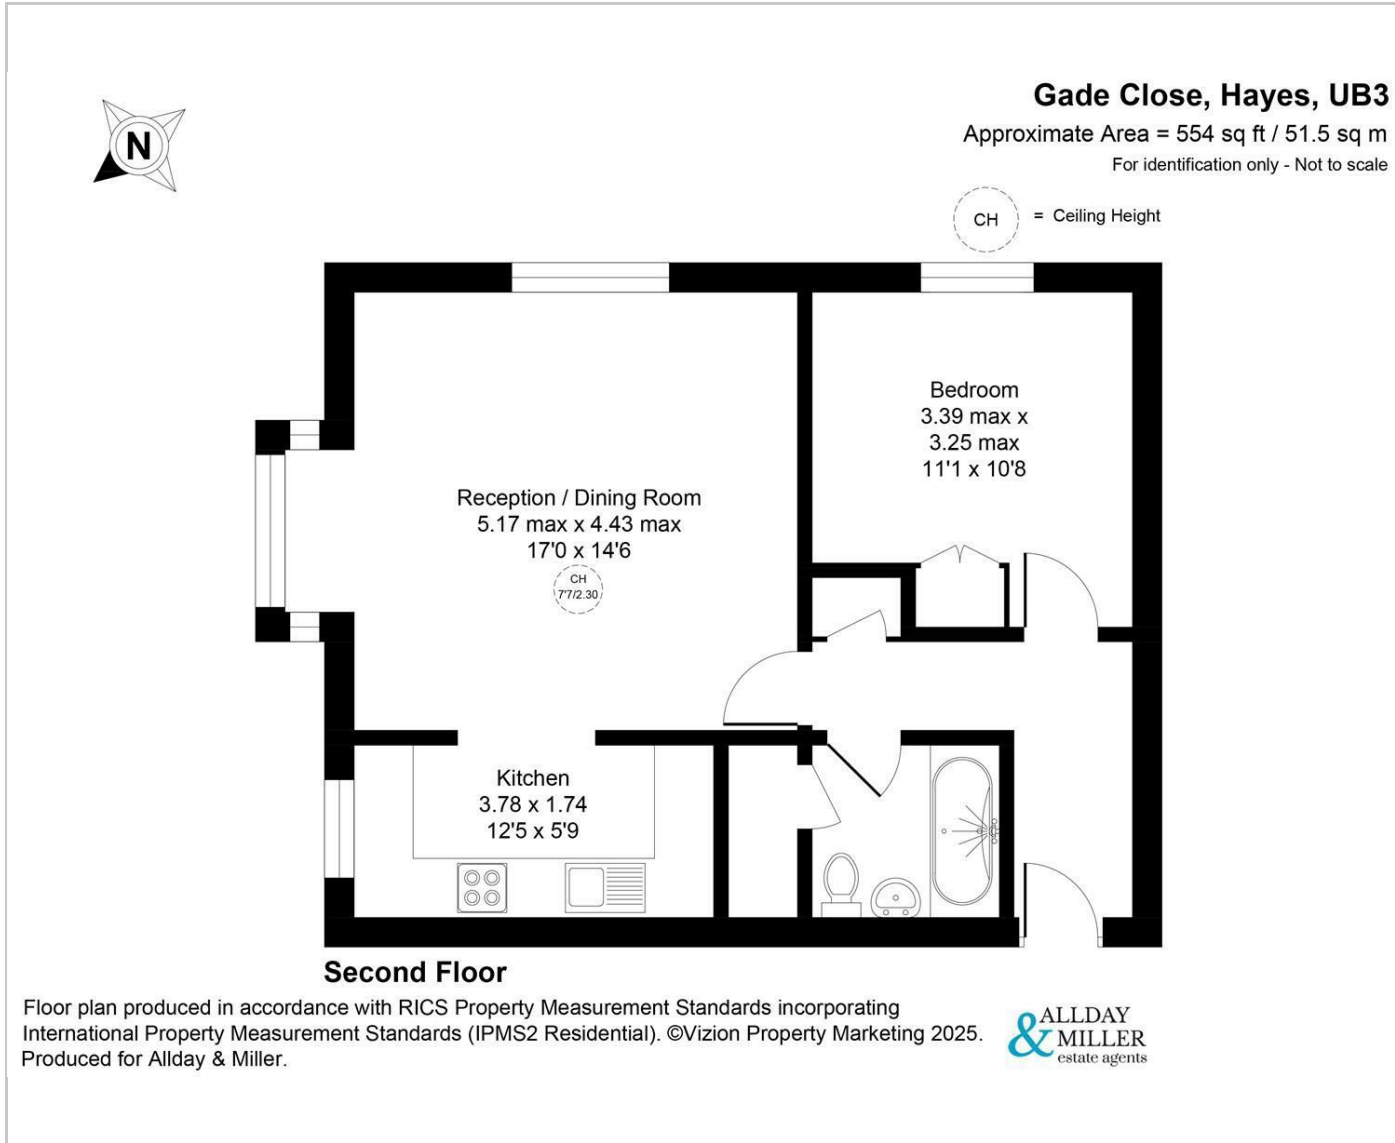 N
Gade Close, Hayes, UB3
Approximate Area = 554 sq ft / 51.5 sq m
For identification only - Not to scale
CH = Ceiling Height
Bedroom
3.39 max x
3.25 max
11'1 x 10'8
Reception / Dining Room
5.17 max x 4.43 max
17'0 x 14'6
CH
7'7/2.30
Kitchen
3.78 x 1.74
12'5 x 5'9
Second Floor
Floor plan produced in accordance with RICS Property Measurement Standards incorporating
International Property Measurement Standards (IPMS2 Residential). ©Vizion Property Marketing 2025.
Produced for Allday & Miller.
ALLDAY
& MILLER
estate agents